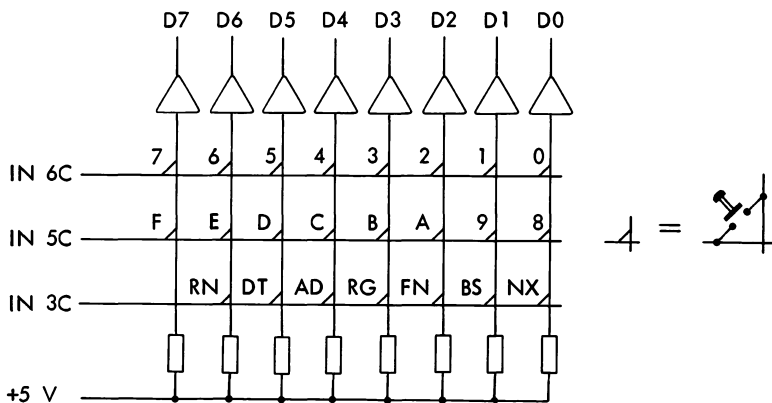 D7 D6 D5 D4 D3 D2 D1 D0
7 6 5 4 3 2 1 0
IN 6C
F E D C B A 9 8
IN 5C
=
RN DT AD RG FN BS NX
IN 3C
+5 V